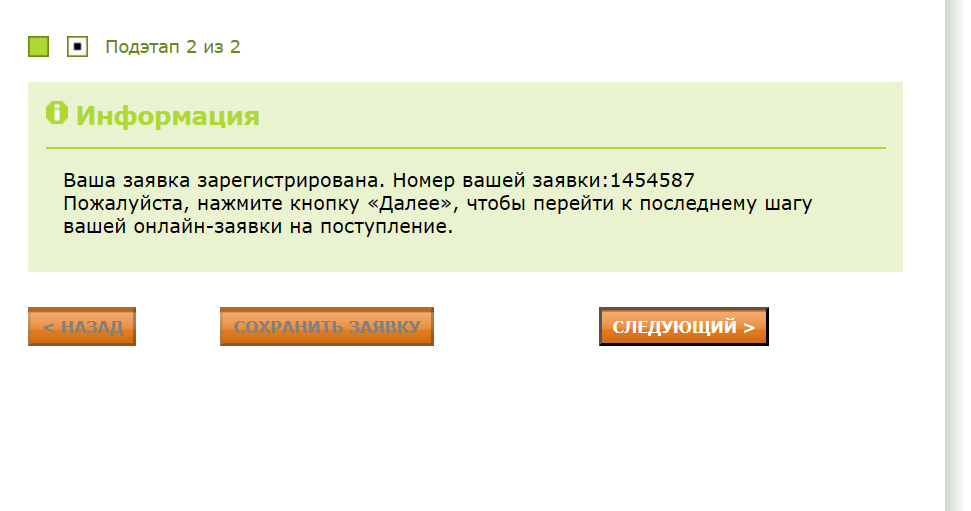 Подэтап 2 из 2
Информация
Ваша заявка зарегистрирована. Номер вашей заявки:1454587
Пожалуйста, нажмите кнопку «Далее», чтобы перейти к последнему шагу
вашей онлайн-заявки на поступление.
< НАЗАД
СОХРАНИТЬ ЗАЯВКУ
СЛЕДУЮЩИЙ >